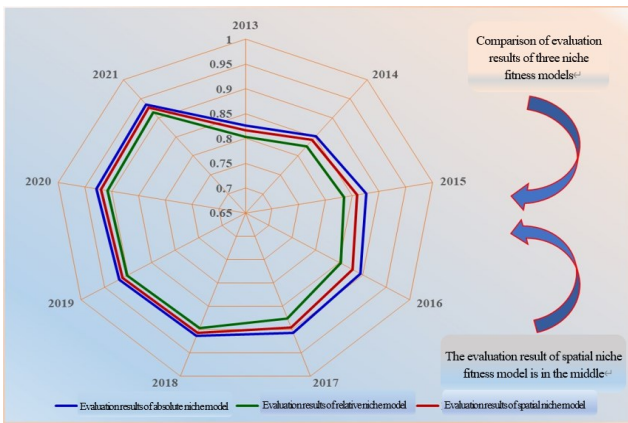 2013
1
0.95
0.9
0.85
0.8
0.75
0.7
0.65
2014
2015
2016
2017
2018
2019
2020
2021
Comparison of evaluation
results of three niche
fitness models↵
The evaluation result of spatial niche
fitness model is in the middle↵
Evaluation results of absolute niche model
Evaluation results of relative niche model
Evaluation results of spatial niche model